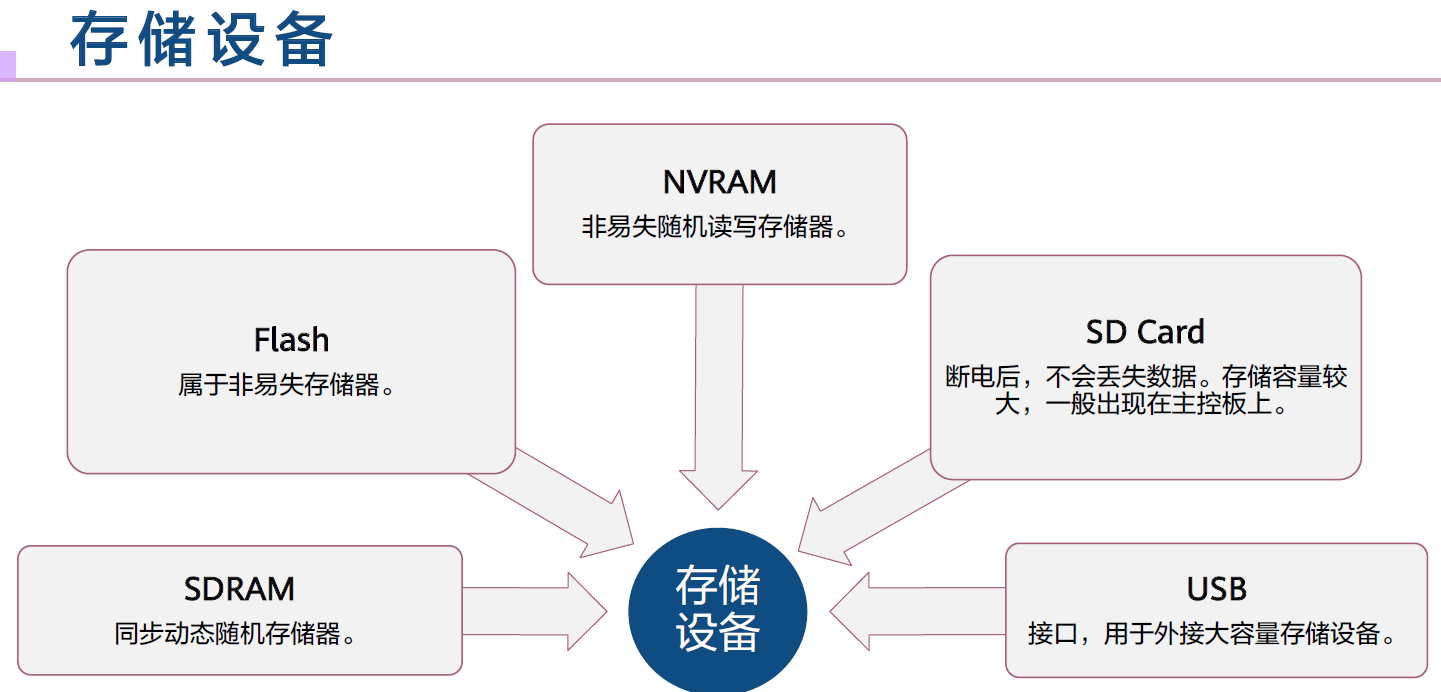 存储设备
NVRAM
非易失随机读写存储器。
Flash
属于非易失存储器。
SD Card
断电后，不会丢失数据。存储容量较
大，一般出现在主控板上。
SDRAM
同步动态随机存储器。
存储
设备
USB
接口，用于外接大容量存储设备。